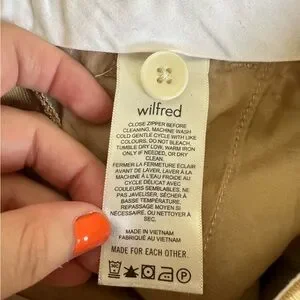 wilfred
CLOSE ZIPPER BEFORE
CLEANING, MACHINE WASH
COLD GENTLE CYCLE WITH LIKE
COLOURS, DO NOT BLEACH,
TUMBLE DRY LOW, WARM IRON
ONLY IF NEEDED, OR DRY
CLEAN.
FERMER LA FERMETURE ÉCLAIR
AVANT DE LAVER, LAVER À LA
MACHINE À L'EAU FROIDE AU
CYCLE DÉLICAT AVEC
COULEURS SEMBLABLES, NE
PAS JAVELISER, SÉCHER À
BASSE TEMPÉRATURE,
REPASSAGE MOYEN SI
NÉCESSAIRE, OU NETTOYER À
SEC.
MADE IN VIETNAM
FABRIQUÉ AU VIETNAM
MADE FOR EACH OTHER.